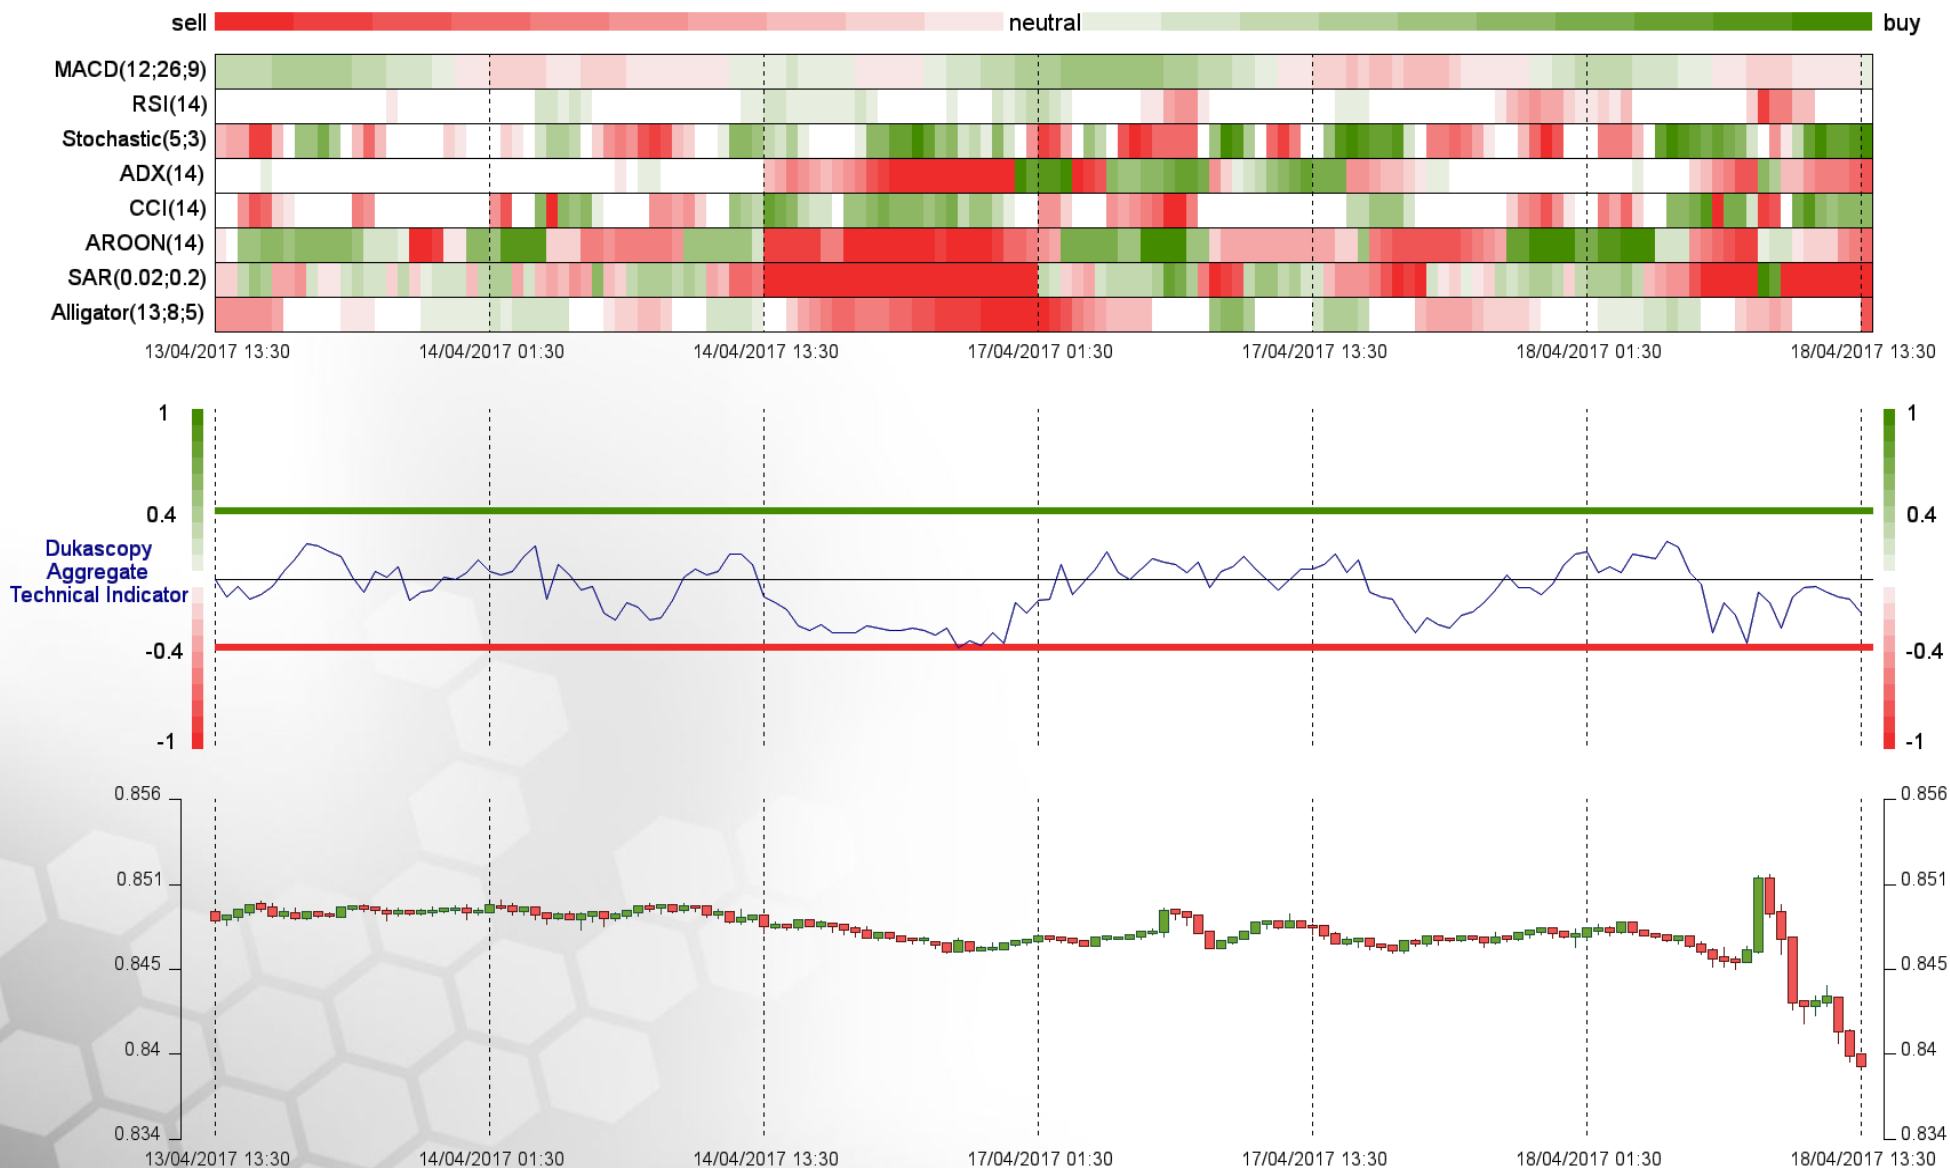 sell neutral buy
MACD(12;26;9)
RSI(14)
Stochastic(5;3)
ADX(14)
CCI(14)
AROON(14)
SAR(0.02;0.2)
Alligator(13;8;5)
13/04/2017 13:30 14/04/2017 01:30 14/04/2017 13:30 17/04/2017 01:30 17/04/2017 13:30 18/04/2017 01:30 18/04/2017 13:30
1 1
0.4 0.4
Dukascopy
Aggregate
Technical Indicator
-0.4 -0.4
-1 -1
0.856 0.856
0.851 0.851
0.845 0.845
0.84 0.84
0.834 0.834
13/04/2017 13:30 14/04/2017 01:30 14/04/2017 13:30 17/04/2017 01:30 17/04/2017 13:30 18/04/2017 01:30 18/04/2017 13:30